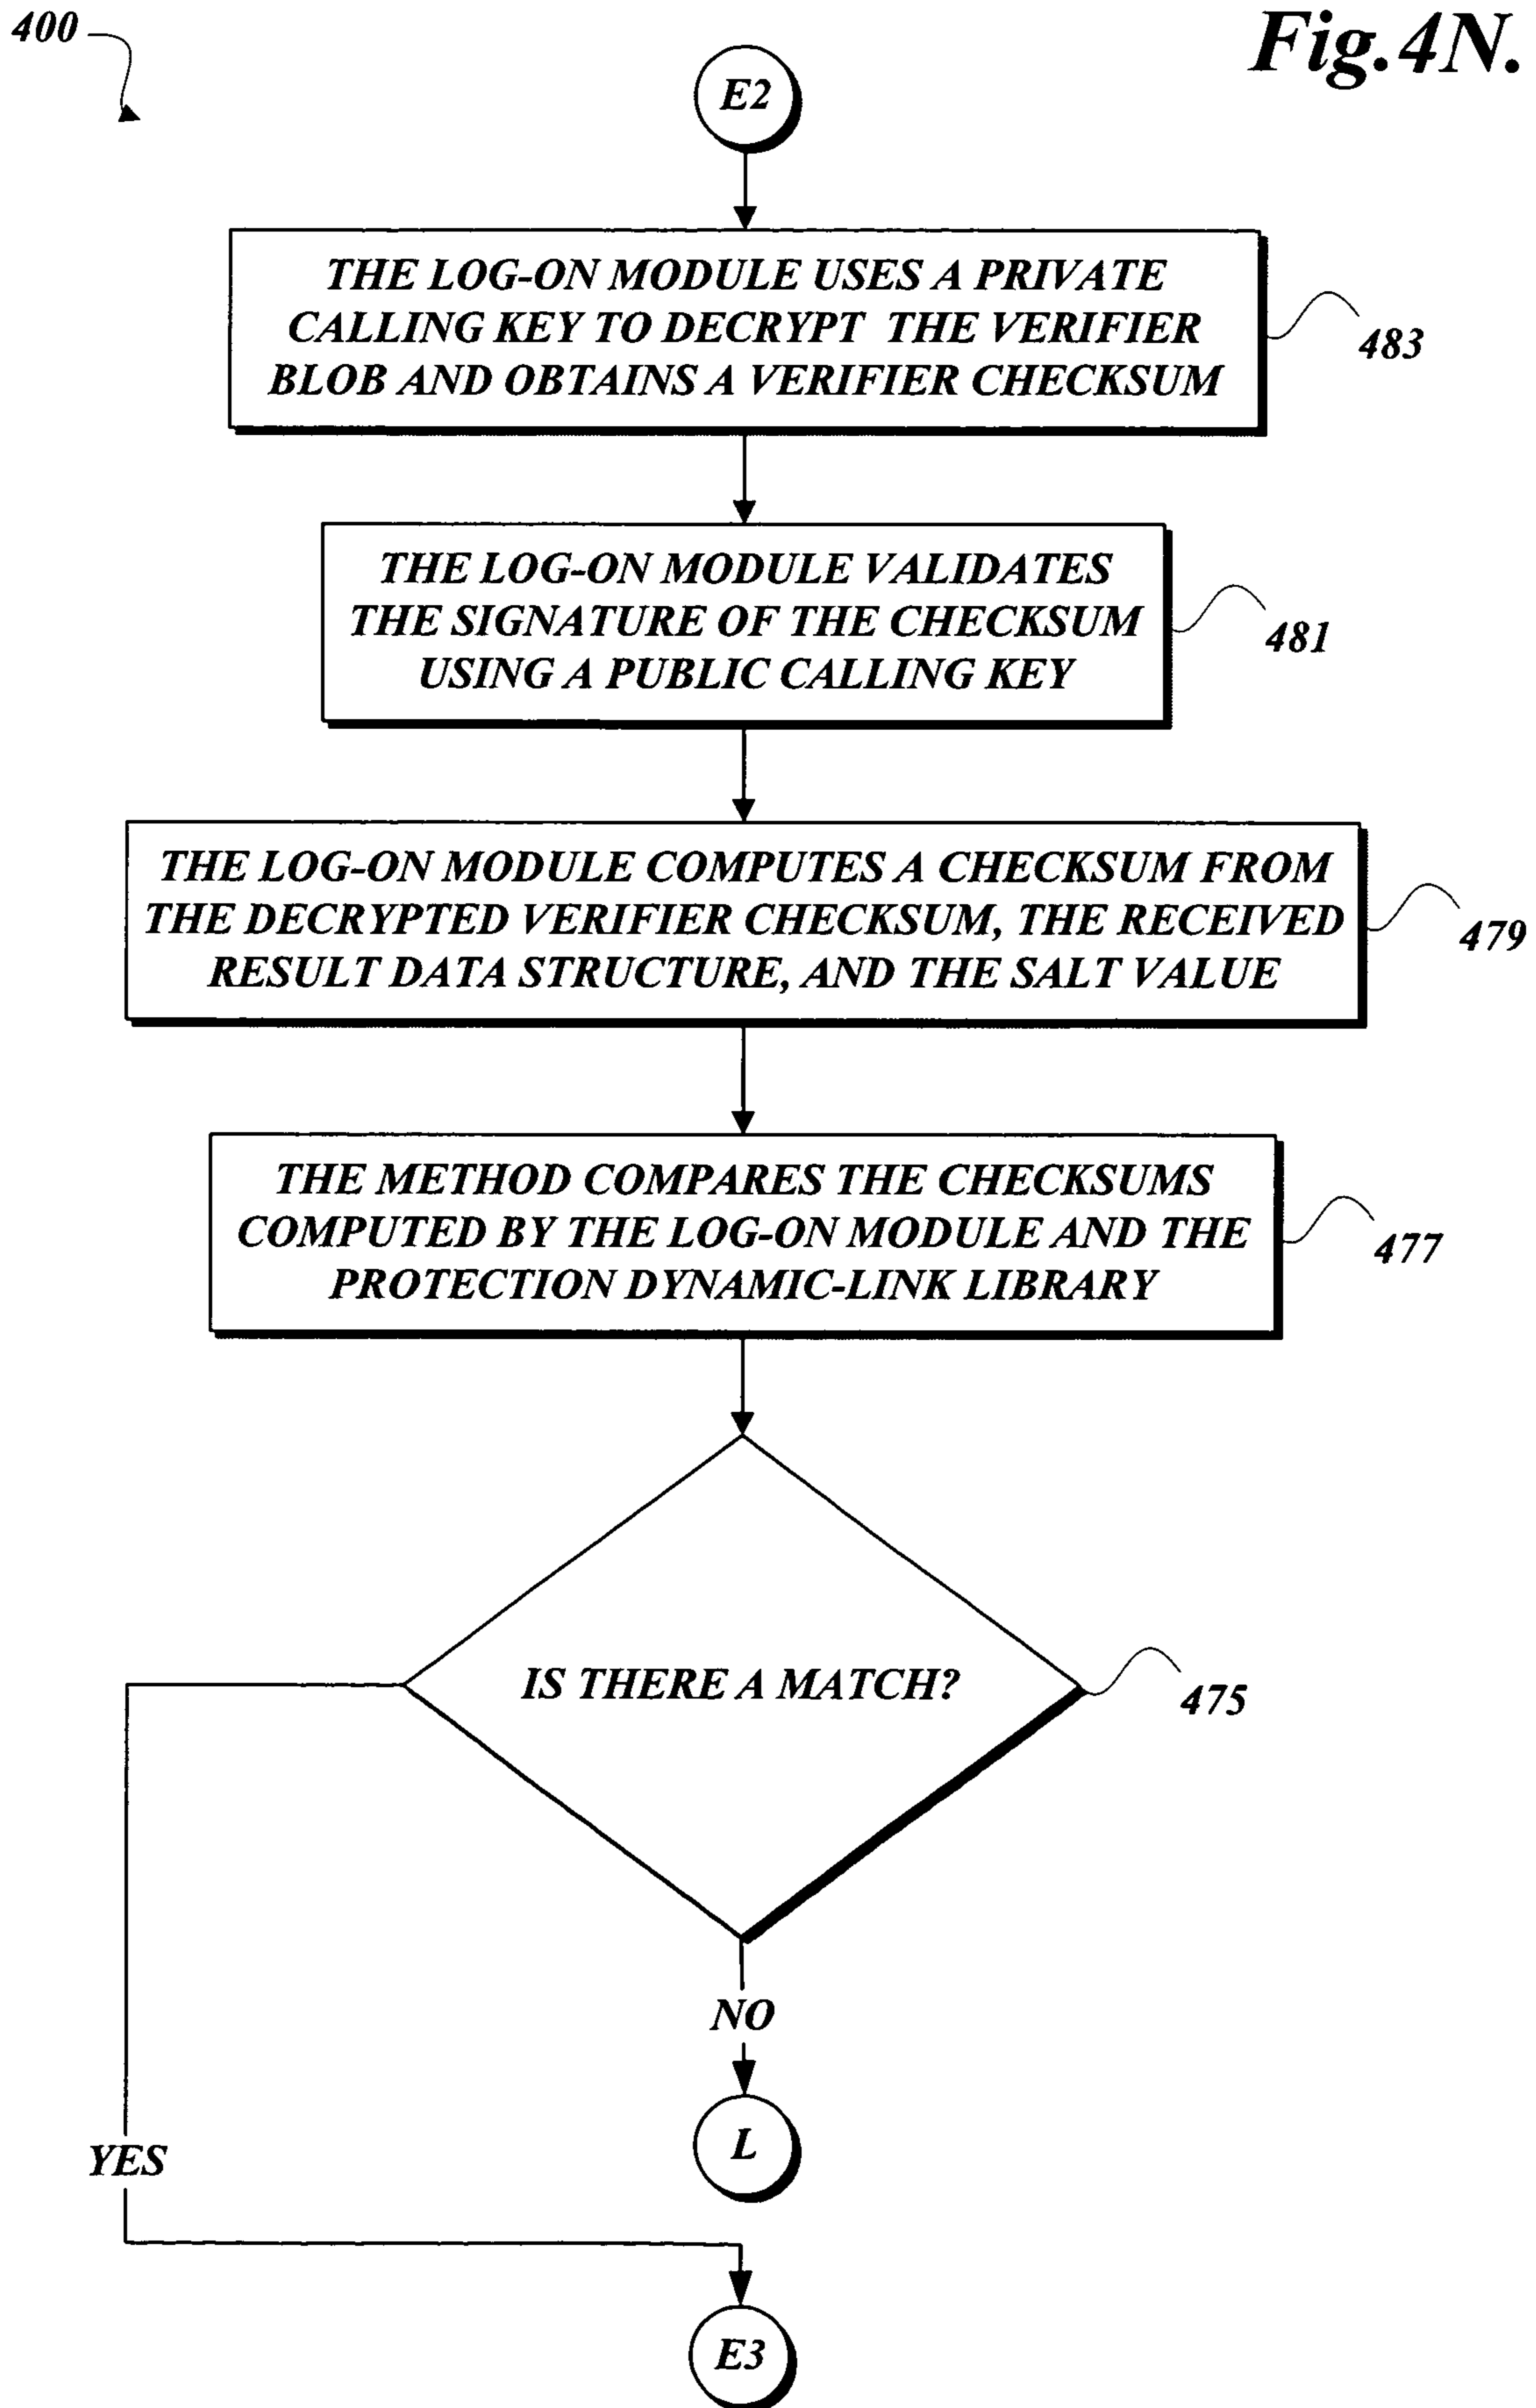 400
Fig.4N.
E2
THE LOG-ON MODULE USES A PRIVATE
CALLING KEY TO DECRYPT THE VERIFIER
BLOB AND OBTAINS A VERIFIER CHECKSUM
483
THE LOG-ON MODULE VALIDATES
THE SIGNATURE OF THE CHECKSUM
USING A PUBLIC CALLING KEY
481
THE LOG-ON MODULE COMPUTES A CHECKSUM FROM
THE DECRYPTED VERIFIER CHECKSUM, THE RECEIVED
RESULT DATA STRUCTURE, AND THE SALT VALUE
479
THE METHOD COMPARES THE CHECKSUMS
COMPUTED BY THE LOG-ON MODULE AND THE
PROTECTION DYNAMIC-LINK LIBRARY
477
IS THERE A MATCH?
475
NO
L
YES
E3